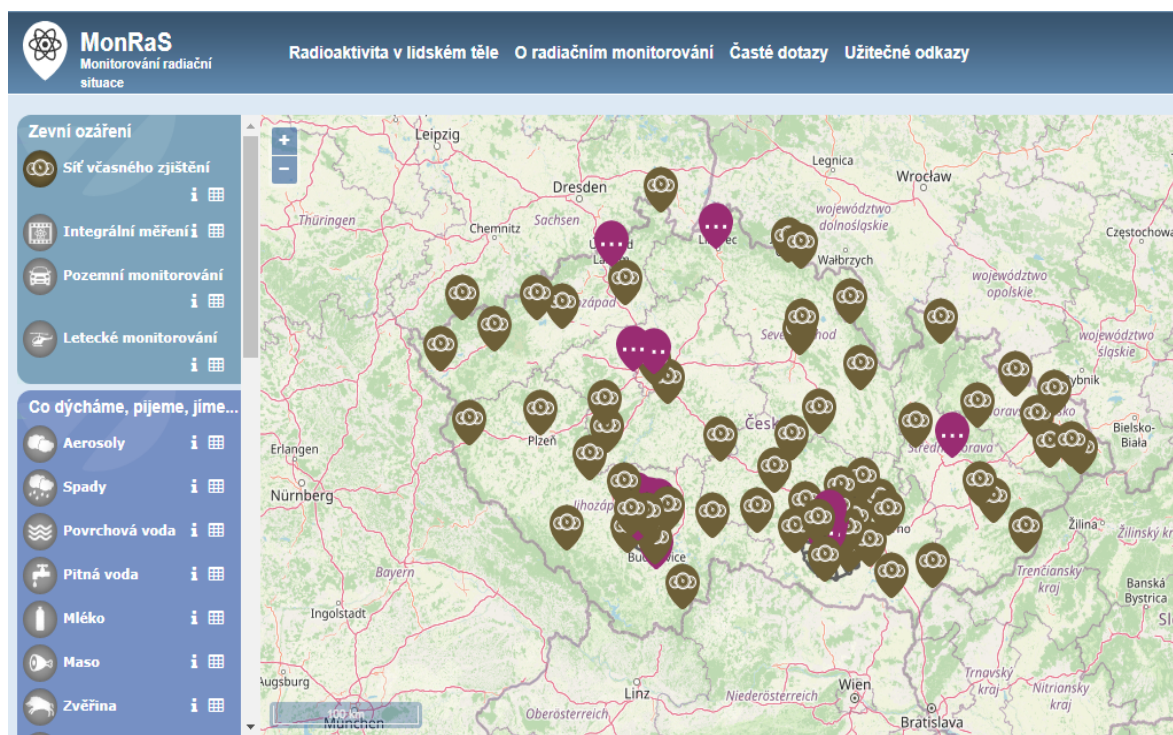 MonRaS
Monitorování radiační
situace
Radioaktivita v lidském těle O radiačním monitorování Časté dotazy Užitečné odkazy
Zevní ozáření
Síť včasného zjištění
Integrální měření
Pozemní monitorování
Letecké monitorování
Co dýcháme, pijeme, jíme...
Aerosoly
Spady
Povrchová voda
Pitná voda
Mléko
Maso
Zvěřina
+
−
Leipzig
Legnica
Wrocław
Dresden
województwo
dolnośląskie
Thüringen
Chemnitz
Sachsen
Częstochowa
Wałbrzych
województwo
opolskie
województwo
śląskie
Plzeň
Bielsko-
Biała
Erlangen
Nürnberg
Žilina
Žilinský kr
Bayern
Trenčiansky
kraj
Banská
Bystrica
Ingolstadt
Augsburg
Linz
Niederösterreich
Wien
Trnavský
kraj
Nitriansky
kraj
100 km
München
Oberösterreich
Bratislava